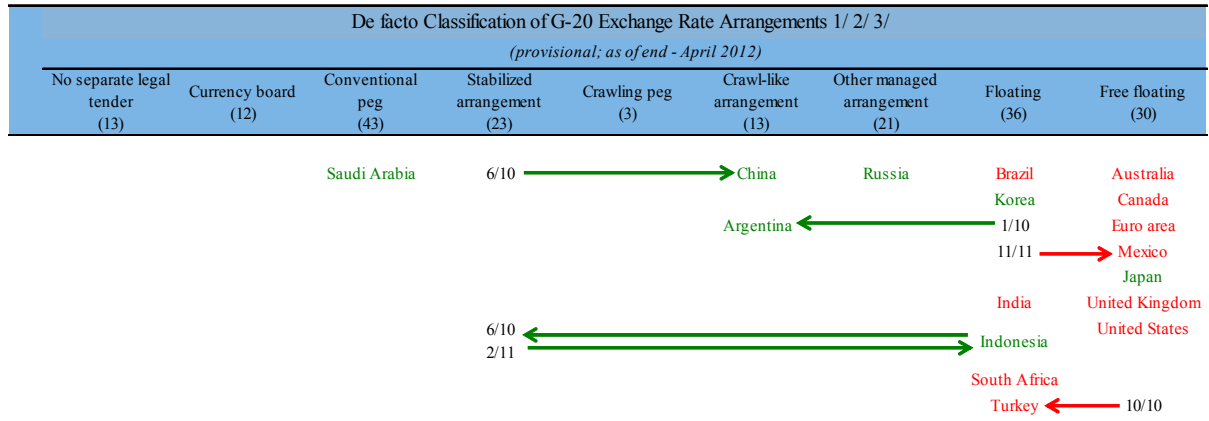 De facto Classification of G-20 Exchange Rate Arrangements 1/ 2/ 3/
(provisional; as of end - April 2012)
No separate legal tender (13)
Currency board (12)
Conventional peg (43)
Stabilized arrangement (23)
Crawling peg (3)
Crawl-like arrangement (13)
Other managed arrangement (21)
Floating (36)
Free floating (30)
Saudi Arabia 6/10 China Russia Brazil Australia
Korea Canada
Argentina 1/10 Euro area
11/11 Mexico
Japan
India United Kingdom
6/10 United States
Indonesia
2/11
South Africa
Turkey 10/10